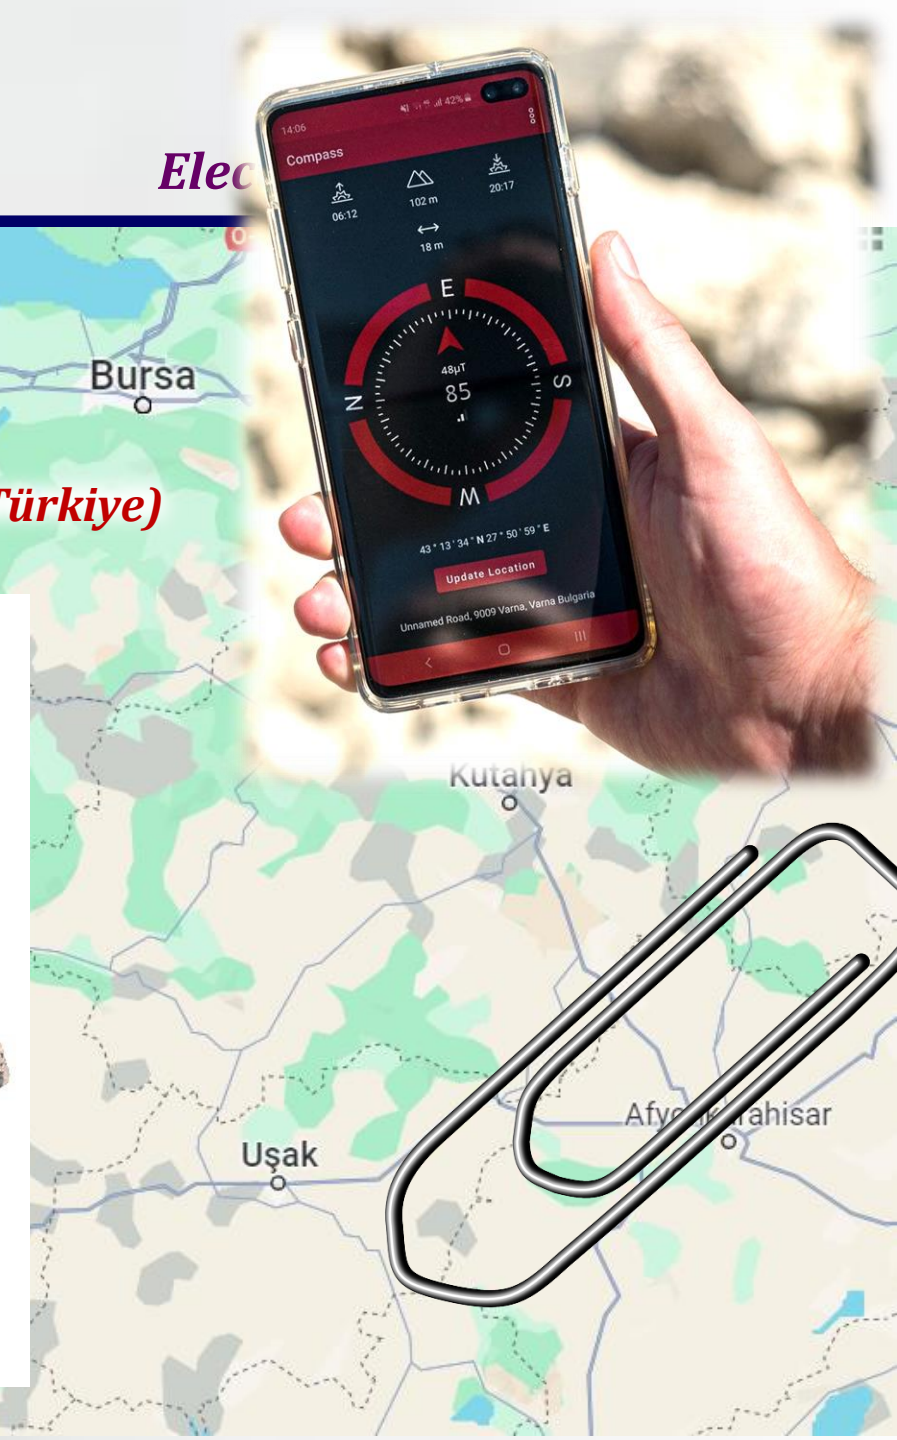 Elec
14:06
42%
Compass
06:12
102 m
20:17
18 m
E
N
S
W
48µT
85
43° 13' 34" N 27° 50' 59" E
Update Location
Unnamed Road, 9009 Varna, Varna Bulgaria
Bursa
Türkiye)
Kutahya
Uşak